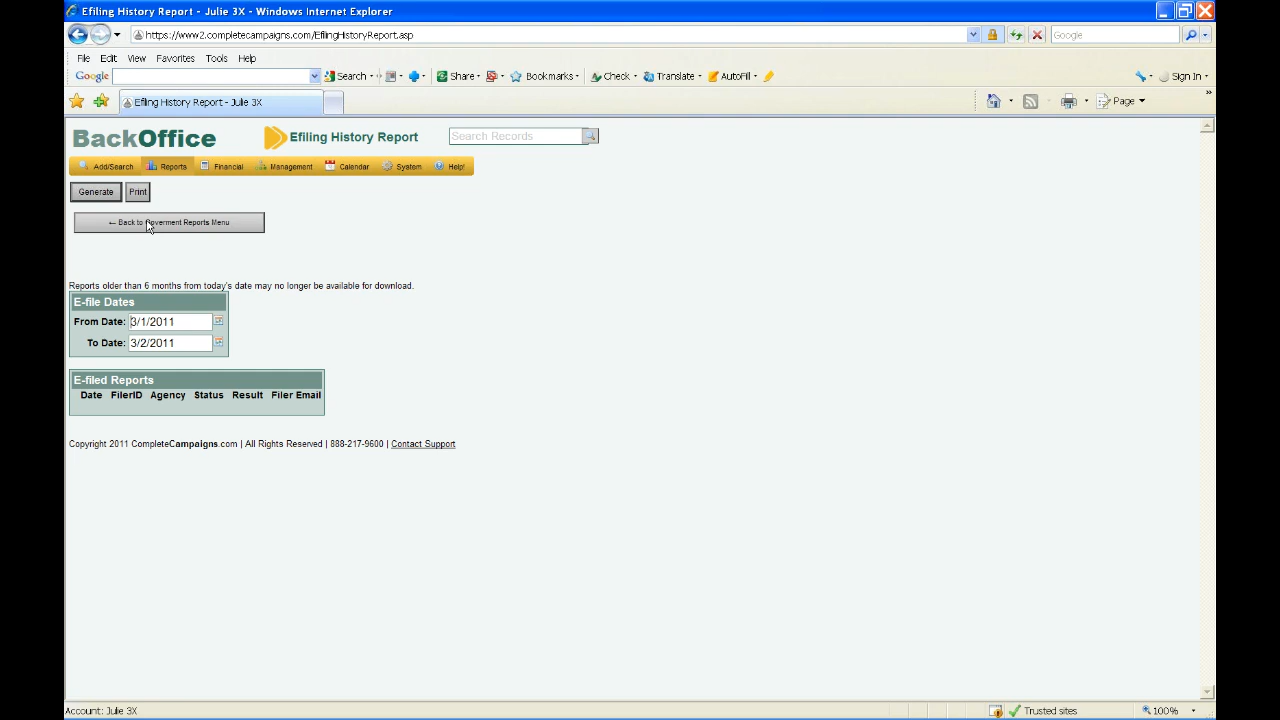 Efiling History Report - Julie 3X - Windows Internet Explorer
https://www2.completecampaigns.com/EfilingHistoryReport.asp
Google
File Edit View Favorites Tools Help
Google Search Share Bookmarks Check Translate AutoFill Sign In
Efiling History Report - Julie 3X
Page
BackOffice Efiling History Report Search Records
Add/Search Reports Financial Management Calendar System Help!
Generate Print
← Back to Goverment Reports Menu
Reports older than 6 months from today's date may no longer be available for download.
E-file Dates
From Date: 3/1/2011
To Date: 3/2/2011
E-filed Reports
Date FilerID Agency Status Result Filer Email
Copyright 2011 CompleteCampaigns.com | All Rights Reserved | 888-217-9600 | Contact Support
Account: Julie 3X
Trusted sites
100%